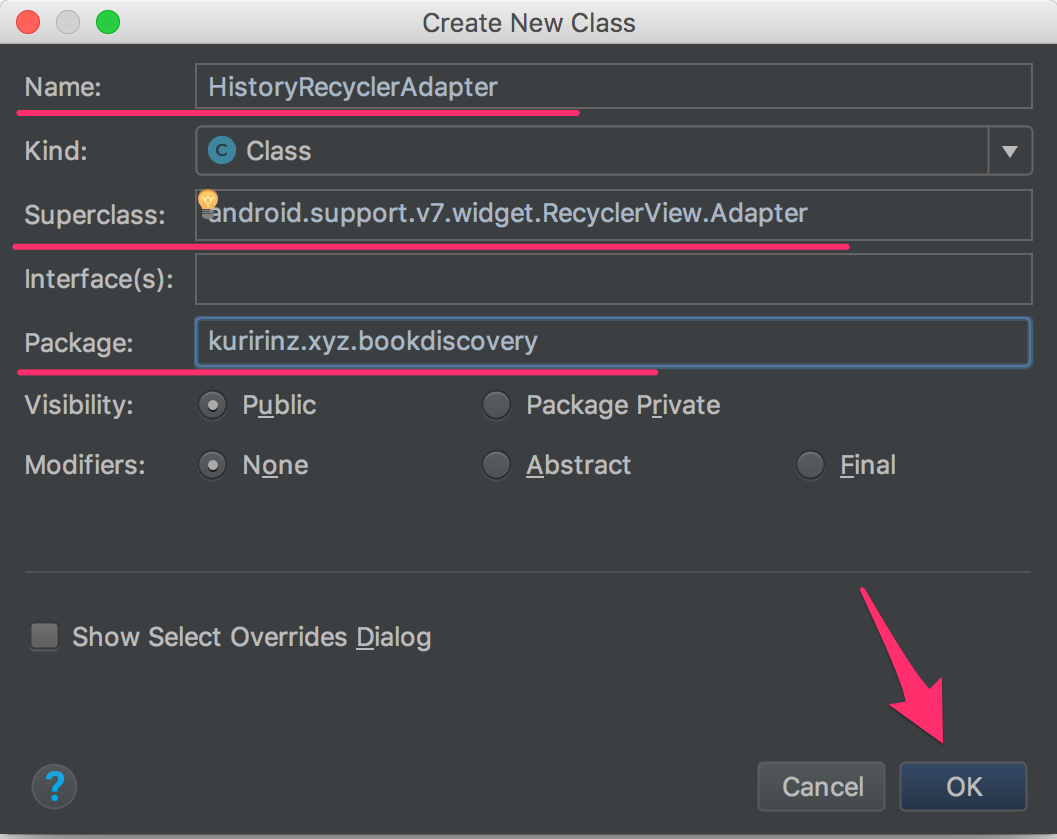 Create New Class
Name: HistoryRecyclerAdapter
Kind: C Class
Superclass: android.support.v7.widget.RecyclerView.Adapter
Interface(s):
Package: kuririnz.xyz.bookdiscovery
Visibility: Public Package Private
Modifiers: None Abstract Final
Show Select Overrides Dialog
? Cancel OK